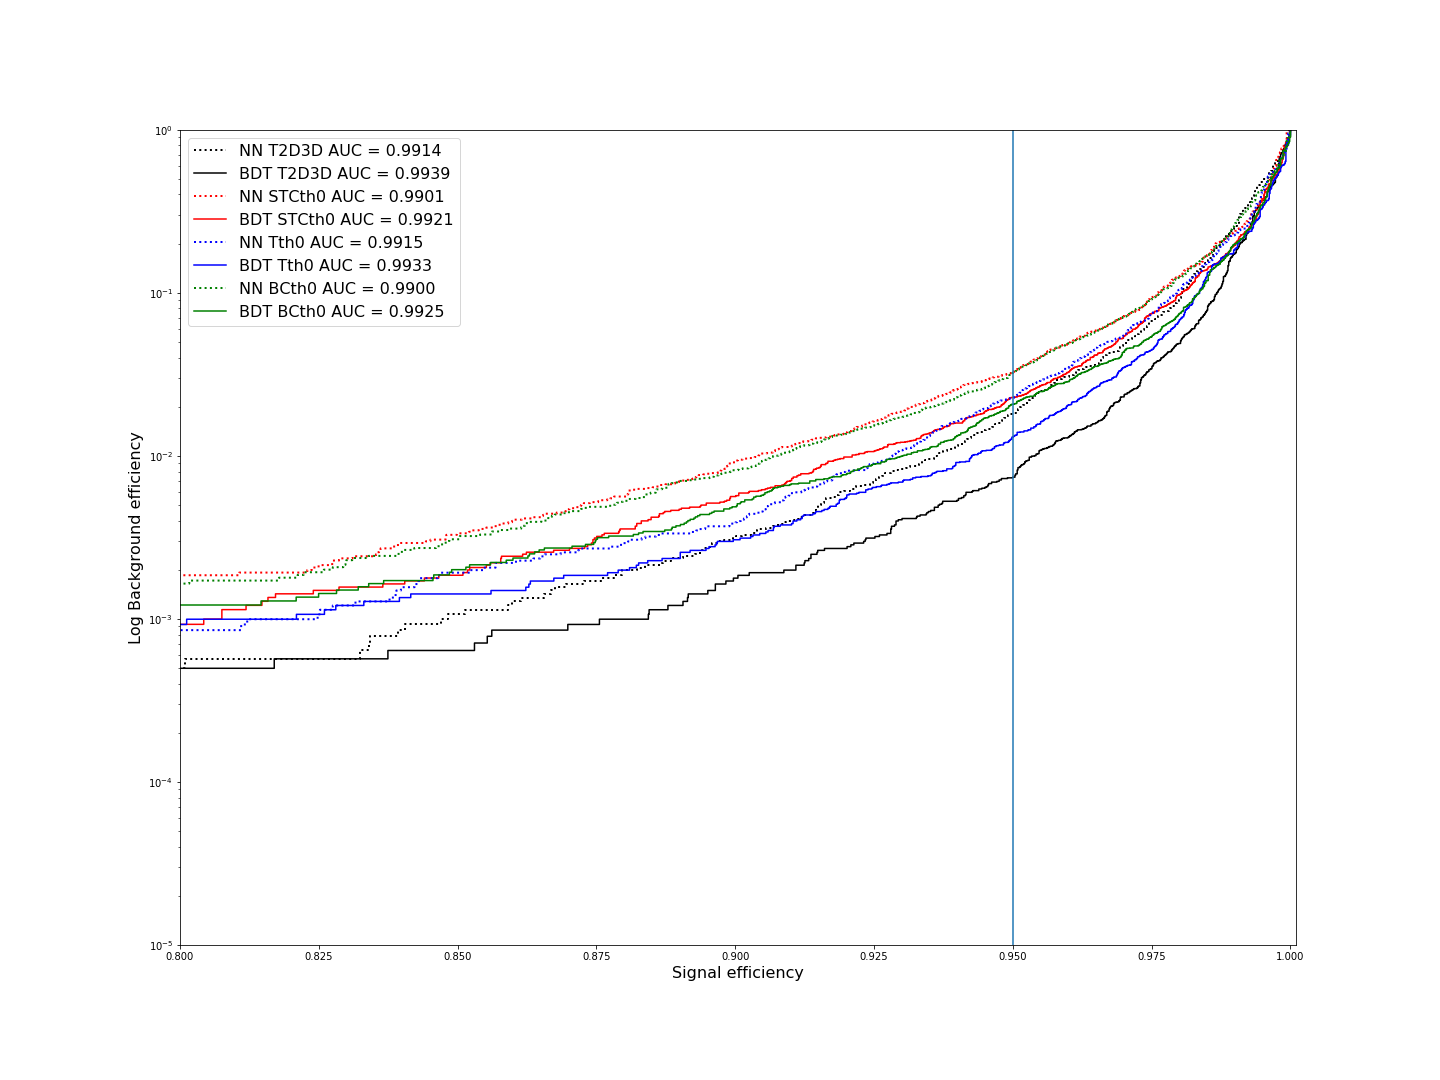 10⁰
10⁻¹
10⁻²
10⁻³
10⁻⁴
10⁻⁵
Log Background efficiency
NN T2D3D AUC = 0.9914
BDT T2D3D AUC = 0.9939
NN STCth0 AUC = 0.9901
BDT STCth0 AUC = 0.9921
NN Tth0 AUC = 0.9915
BDT Tth0 AUC = 0.9933
NN BCth0 AUC = 0.9900
BDT BCth0 AUC = 0.9925
0.800 0.825 0.850 0.875 0.900 0.925 0.950 0.975 1.000
Signal efficiency